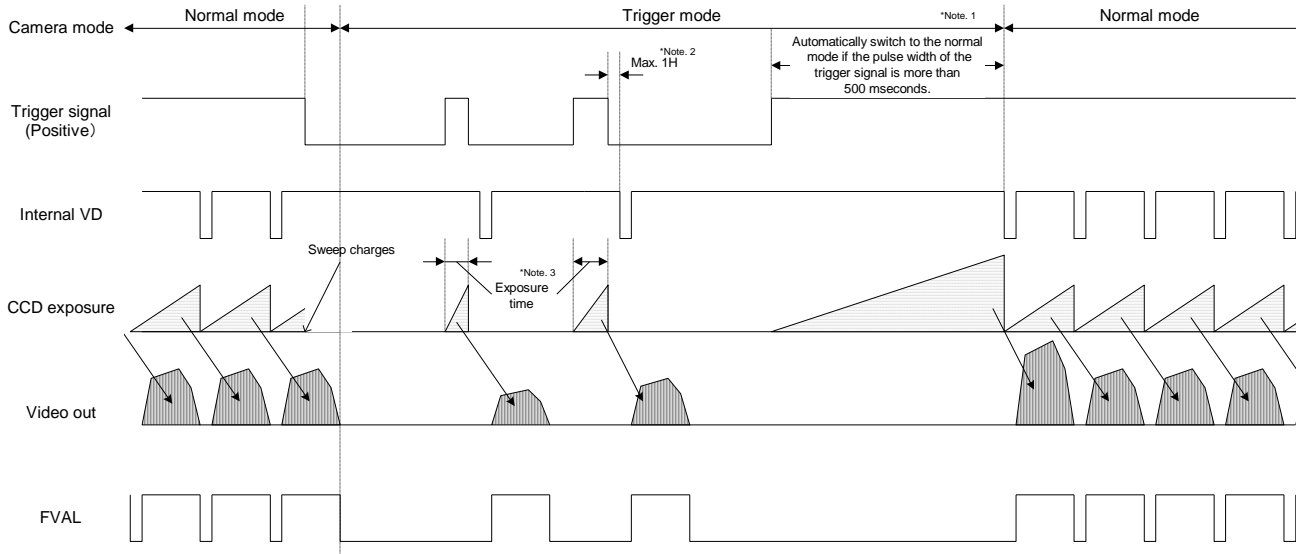 Camera mode
Normal mode
Trigger mode
*Note. 1
Normal mode
*Note. 2
Max. 1H
Automatically switch to the normal
mode if the pulse width of the
trigger signal is more than
500 mseconds.
Trigger signal
(Positive）
Internal VD
Sweep charges
*Note. 3
Exposure
time
CCD exposure
Video out
FVAL